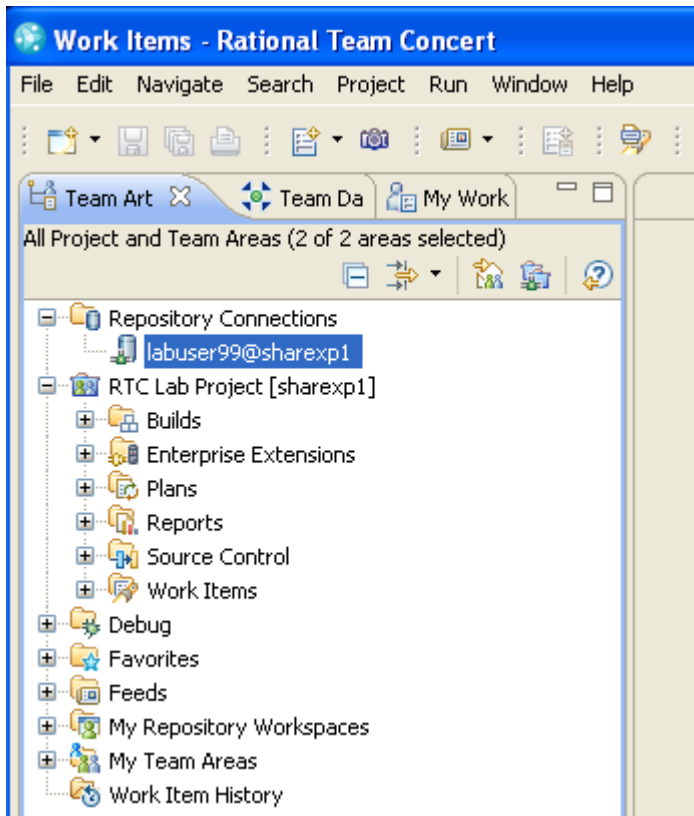 Work Items - Rational Team Concert
File Edit Navigate Search Project Run Window Help
Team Art Team Da My Work
All Project and Team Areas (2 of 2 areas selected)
Repository Connections
labuser99@sharexp1
RTC Lab Project [sharexp1]
Builds
Enterprise Extensions
Plans
Reports
Source Control
Work Items
Debug
Favorites
Feeds
My Repository Workspaces
My Team Areas
Work Item History